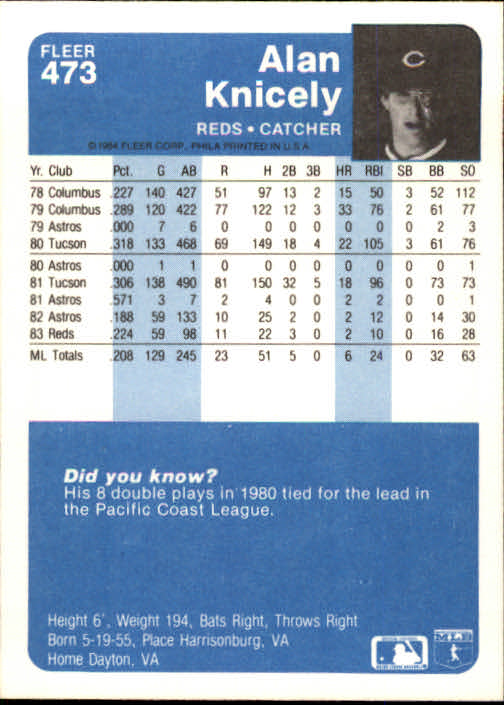 FLEER
473
Alan
Knicely
REDS • CATCHER
©1984 FLEER CORP., PHILA PRINTED IN U.S.A.
Yr. Club Pct. G AB R H 2B 3B HR RBI SB BB SO
78 Columbus .227 140 427 51 97 13 2 15 50 3 52 112
79 Columbus .289 120 422 77 122 12 3 33 76 2 61 77
79 Astros .000 7 6 0 0 0 0 0 0 0 2 3
80 Tucson .318 133 468 69 149 18 4 22 105 3 61 76
80 Astros .000 1 1 0 0 0 0 0 0 0 0 1
81 Tucson .306 138 490 81 150 32 5 18 96 0 73 73
81 Astros .571 3 7 2 4 0 0 2 2 0 0 1
82 Astros .188 59 133 10 25 2 0 2 12 0 14 30
83 Reds .224 59 98 11 22 3 0 2 10 0 16 28
ML Totals .208 129 245 23 51 5 0 6 24 0 32 63
Did you know?
His 8 double plays in 1980 tied for the lead in
the Pacific Coast League.
Height 6', Weight 194, Bats Right, Throws Right
Born 5-19-55, Place Harrisonburg, VA
Home Dayton, VA